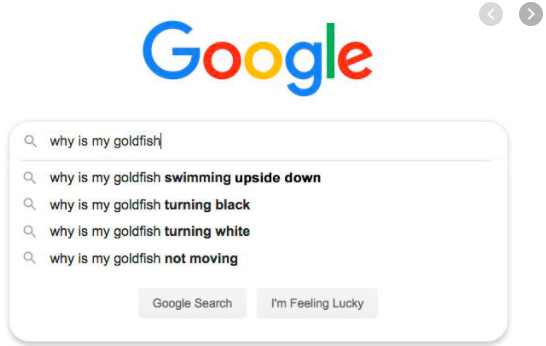 Google
why is my goldfish
why is my goldfish swimming upside down
why is my goldfish turning black
why is my goldfish turning white
why is my goldfish not moving
Google Search I'm Feeling Lucky